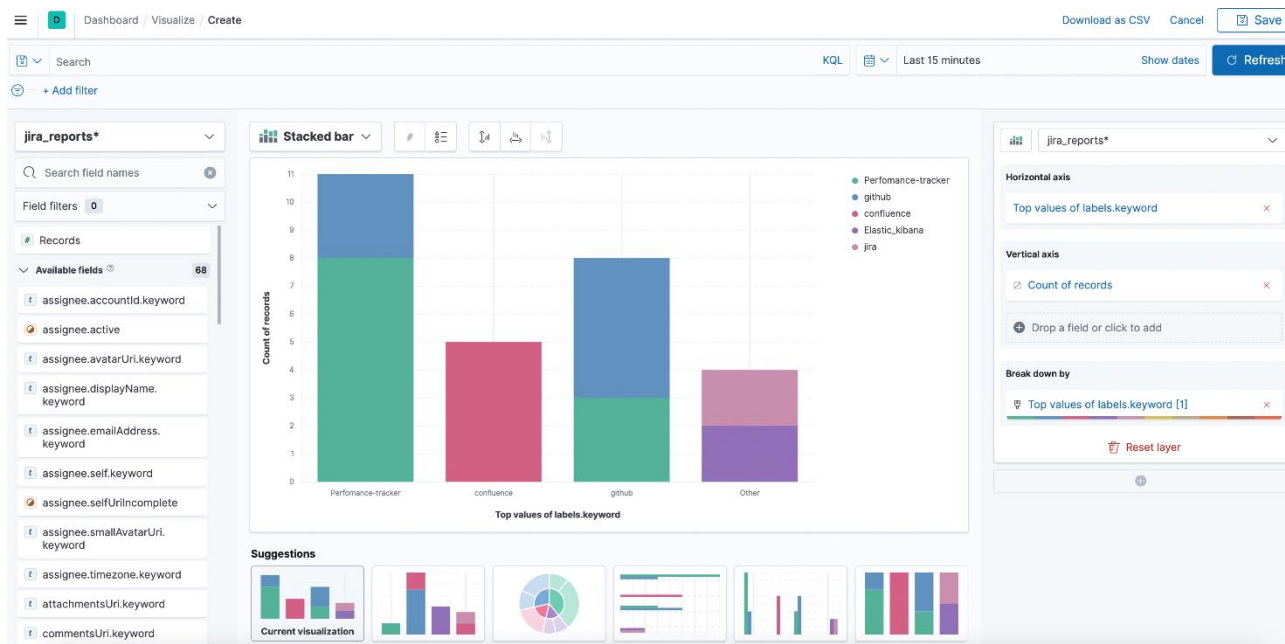 D Dashboard / Visualize / Create Download as CSV Cancel Save
Search KQL Last 15 minutes Show dates Refresh
+ Add filter
jira_reports*
Search field names
Field filters 0
# Records
Available fields 68
t assignee.accountId.keyword
assignee.active
t assignee.avatarUri.keyword
t assignee.displayName.
keyword
t assignee.emailAddress.
keyword
t assignee.self.keyword
assignee.selfUriIncomplete
t assignee.smallAvatarUri.
keyword
t assignee.timezone.keyword
t attachmentsUri.keyword
t commentsUri.keyword
Stacked bar
Count of records
11
10
9
8
7
6
5
4
3
2
1
0
Perfomance-tracker confluence github Other
Top values of labels.keyword
Perfomance-tracker
github
confluence
Elastic_kibana
jira
Suggestions
Current visualization
jira_reports*
Horizontal axis
Top values of labels.keyword ×
Vertical axis
Count of records ×
Drop a field or click to add
Break down by
Top values of labels.keyword [1] ×
Reset layer